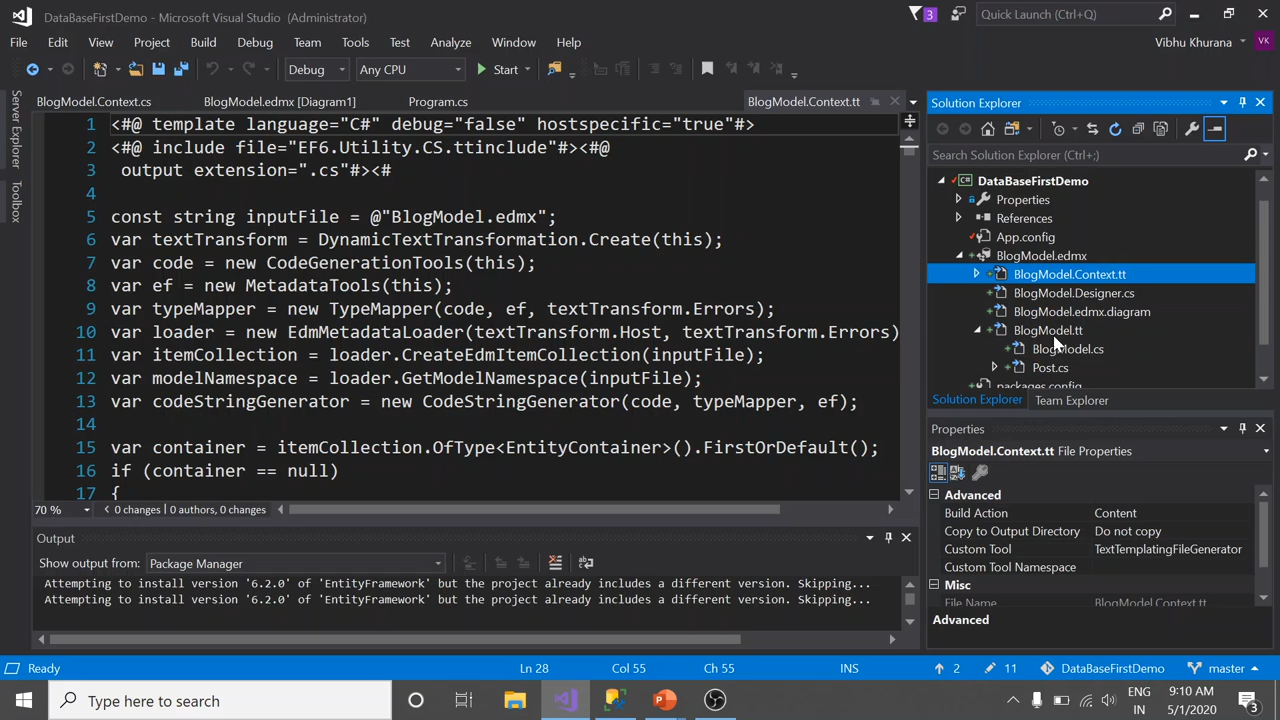 DataBaseFirstDemo - Microsoft Visual Studio (Administrator)
3
Quick Launch (Ctrl+Q)
File Edit View Project Build Debug Team Tools Test Analyze Window Help
Vibhu Khurana
VK
Debug
Any CPU
Start
Server Explorer
Toolbox
BlogModel.Context.cs
BlogModel.edmx [Diagram1]
Program.cs
BlogModel.Context.tt
1 <#@ template language="C#" debug="false" hostspecific="true"#>
2 <#@ include file="EF6.Utility.CS.ttinclude"#><#@
3 output extension=".cs"#><#
4
5 const string inputFile = @"BlogModel.edmx";
6 var textTransform = DynamicTextTransformation.Create(this);
7 var code = new CodeGenerationTools(this);
8 var ef = new MetadataTools(this);
9 var typeMapper = new TypeMapper(code, ef, textTransform.Errors);
10 var loader = new EdmMetadataLoader(textTransform.Host, textTransform.Errors)
11 var itemCollection = loader.CreateEdmItemCollection(inputFile);
12 var modelNamespace = loader.GetModelNamespace(inputFile);
13 var codeStringGenerator = new CodeStringGenerator(code, typeMapper, ef);
14
15 var container = itemCollection.OfType<EntityContainer>().FirstOrDefault();
16 if (container == null)
17 {
70 %
0 changes | 0 authors, 0 changes
Output
Show output from: Package Manager
Attempting to install version '6.2.0' of 'EntityFramework' but the project already includes a different version. Skipping...
Attempting to install version '6.2.0' of 'EntityFramework' but the project already includes a different version. Skipping...
Solution Explorer
Search Solution Explorer (Ctrl+;)
C# DataBaseFirstDemo
Properties
References
App.config
BlogModel.edmx
BlogModel.Context.tt
BlogModel.Designer.cs
BlogModel.edmx.diagram
BlogModel.tt
BlogModel.cs
Post.cs
packages.config
Solution Explorer Team Explorer
Properties
BlogModel.Context.tt File Properties
Advanced
Build Action Content
Copy to Output Directory Do not copy
Custom Tool TextTemplatingFileGenerator
Custom Tool Namespace
Misc
File Name BlogModel.Context.tt
Advanced
Ready
Ln 28
Col 55
Ch 55
INS
2
11
DataBaseFirstDemo
master
Type here to search
ENG
IN
9:10 AM
5/1/2020
3